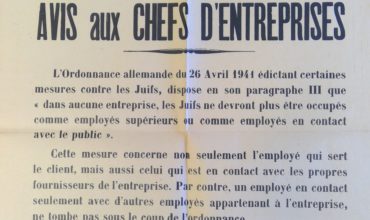 AVIS aux CHEFS D'ENTREPRISES
L'Ordonnance allemande du 26 Avril 1941 édictant certaines
mesures contre les Juifs, dispose en son paragraphe III que
« dans aucune entreprise, les Juifs ne devront plus être occupés
comme employés supérieurs ou comme employés en contact
avec le public ».
Cette mesure concerne non seulement l'employé qui sert
le client, mais aussi celui qui est en contact avec les propres
fournisseurs de l'entreprise. Par contre, un employé en contact
seulement avec d'autres employés appartenant à l'entreprise,
ne tombe pas sous le coup de l'ordonnance.